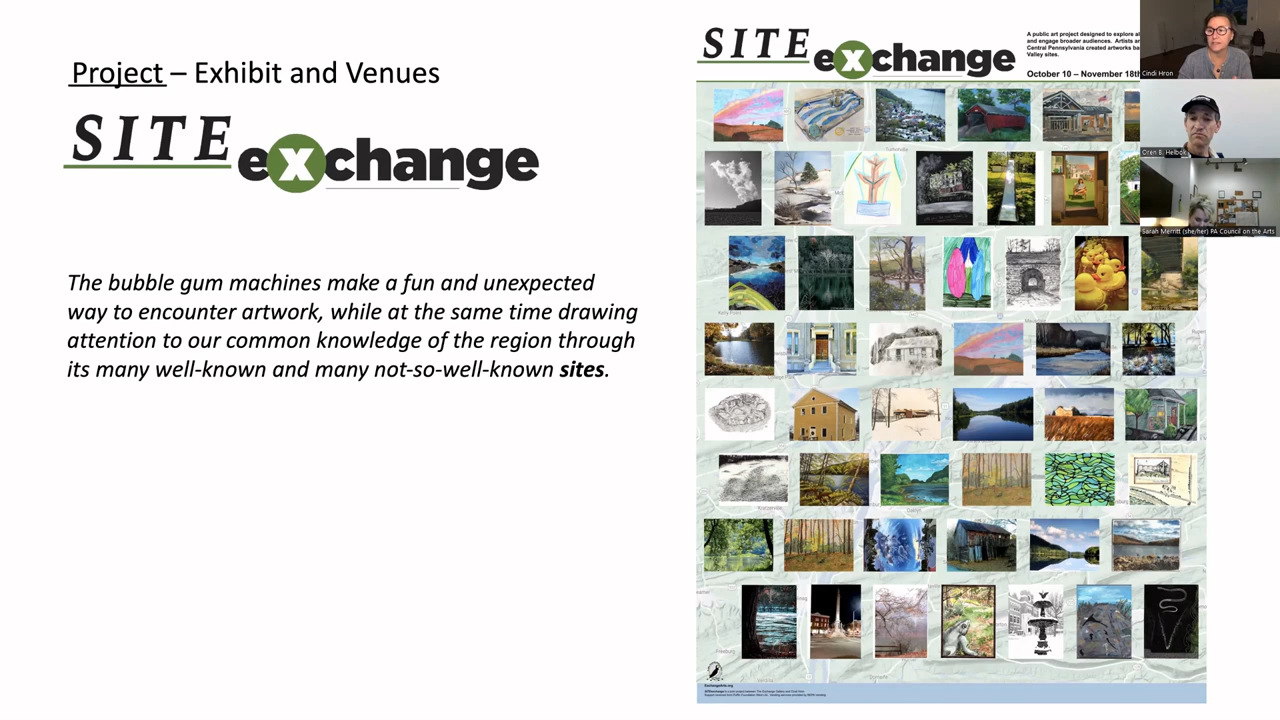 Project – Exhibit and Venues
SITE
exchange
The bubble gum machines make a fun and unexpected
way to encounter artwork, while at the same time drawing
attention to our common knowledge of the region through
its many well-known and many not-so-well-known sites.
SITE
exchange
A public art project designed to explore
and engage broader audiences. Artists
Central Pennsylvania created artworks
Valley sites.
October 10 – November 18th
ExchangeArts.org
Cindi Hron
Oren B. Helbok
Sarah Merritt (she/her) PA Council on the Arts